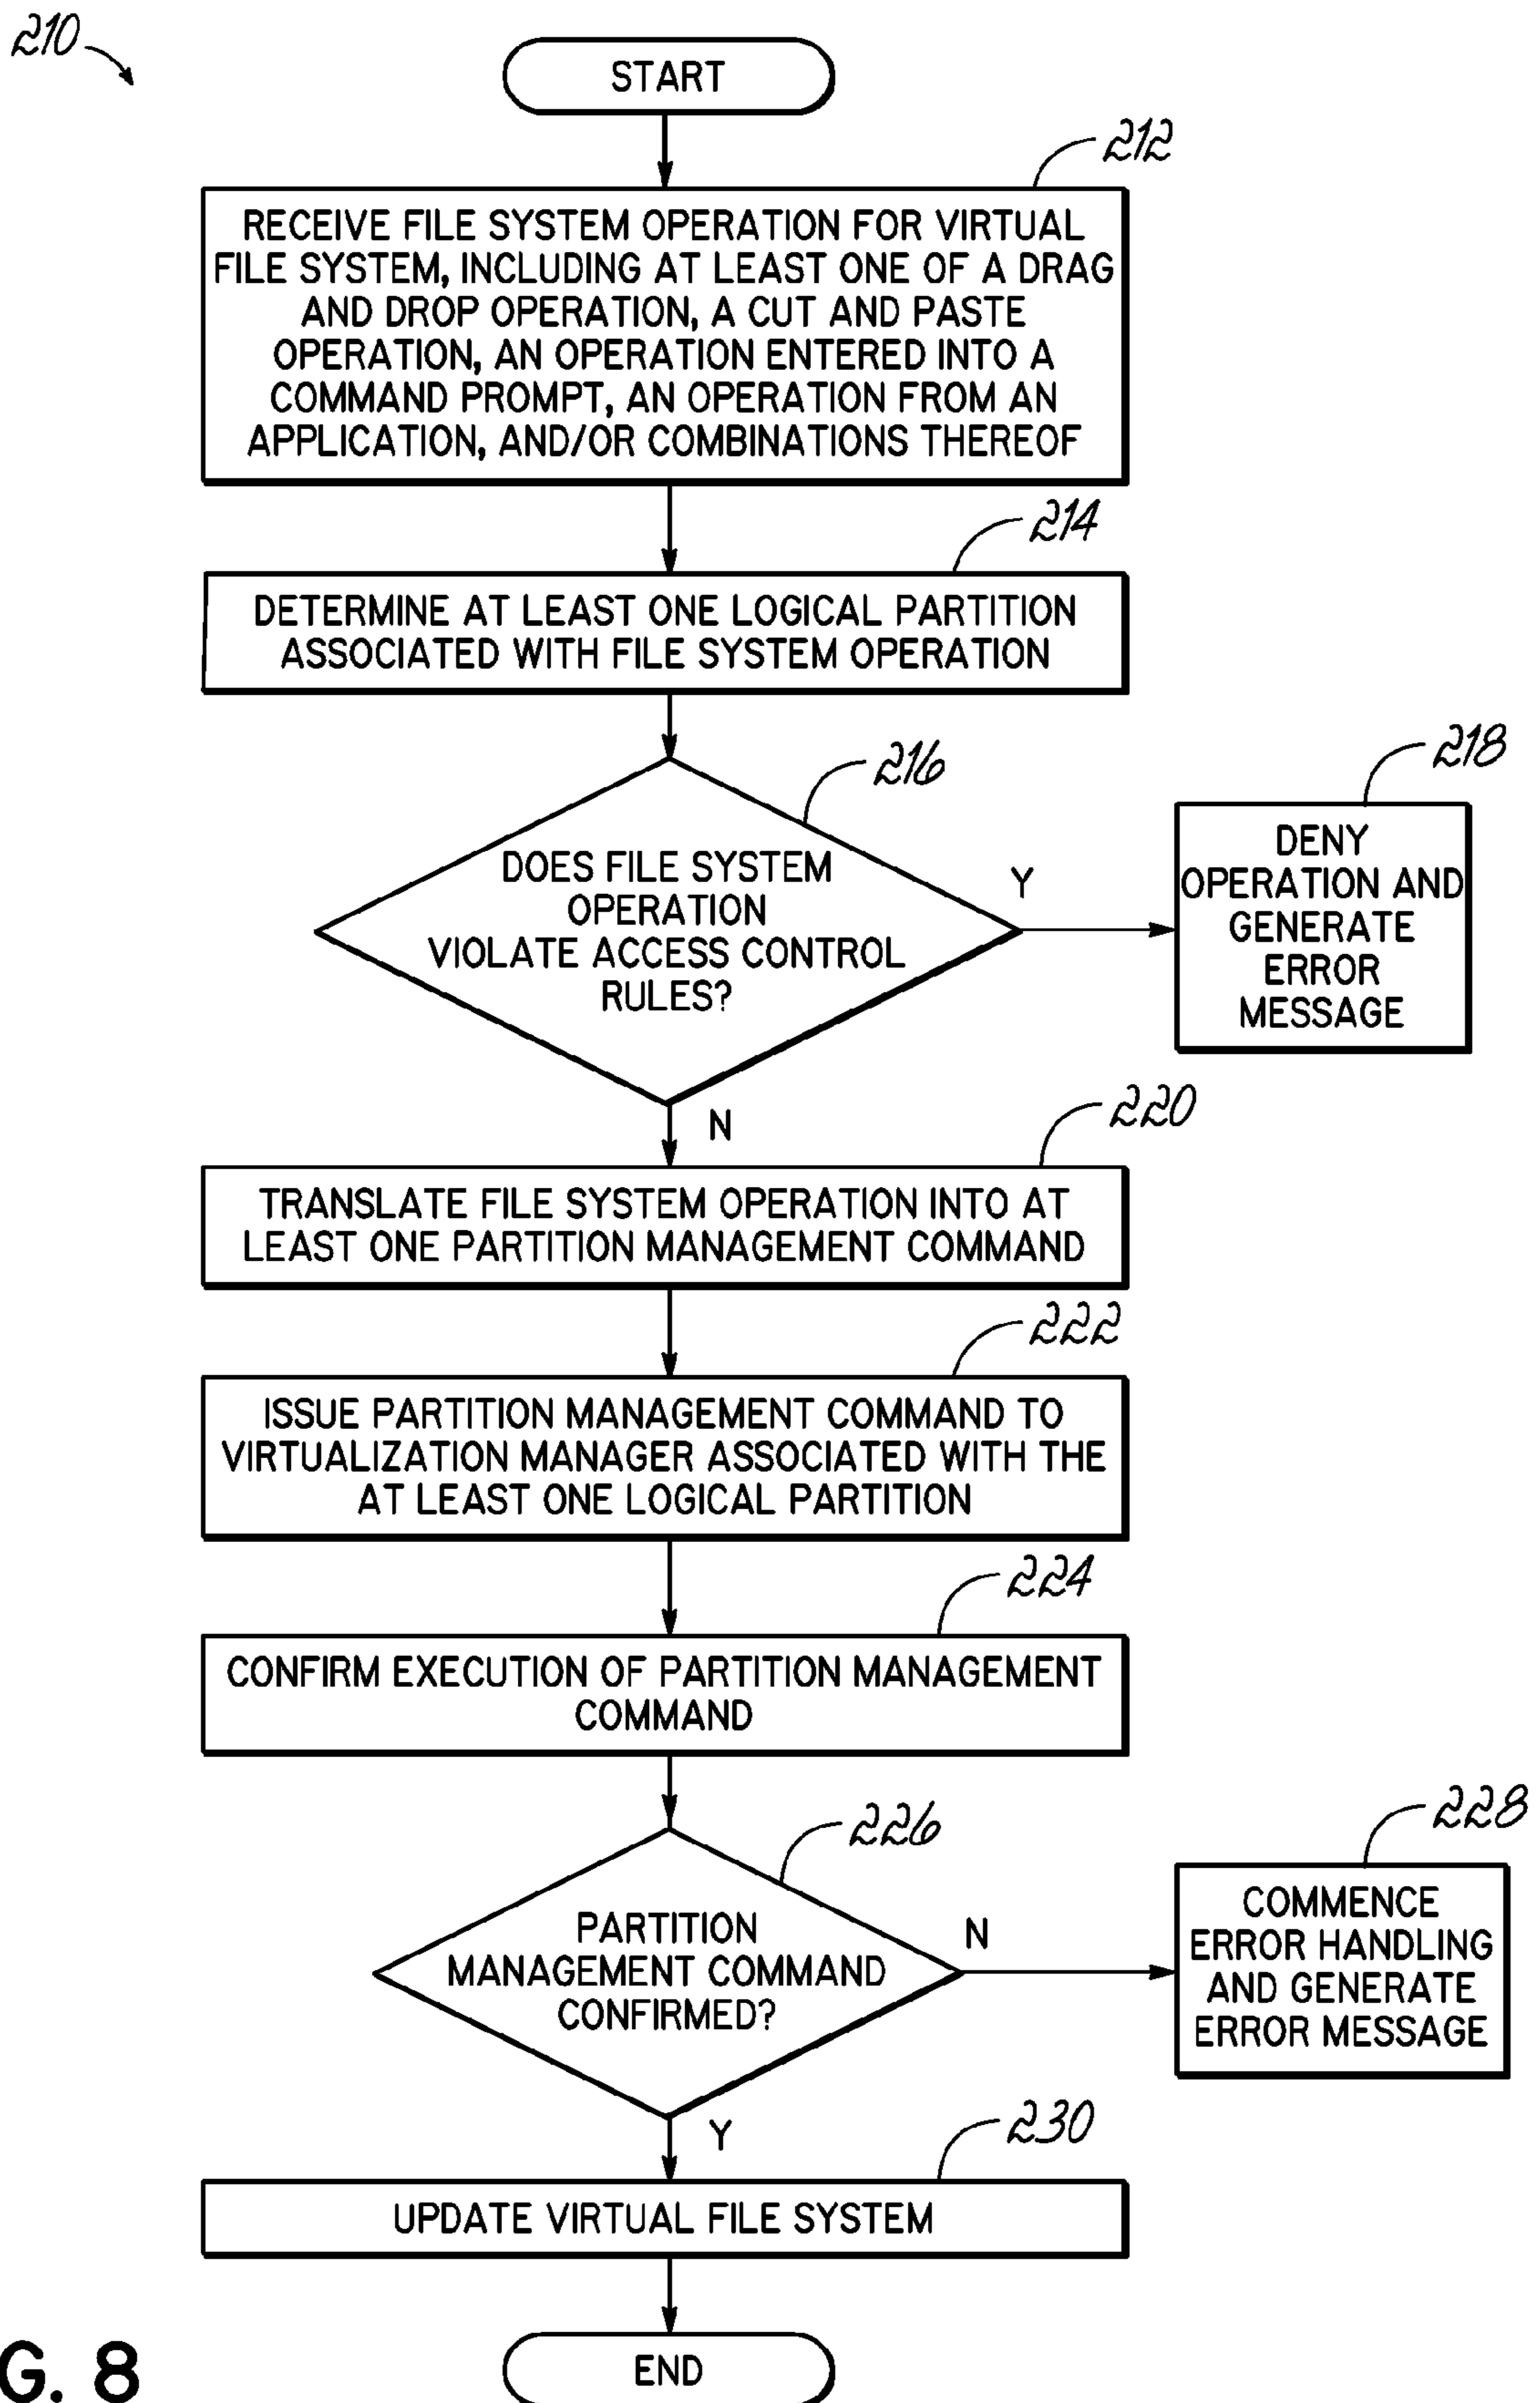 210
START
212
RECEIVE FILE SYSTEM OPERATION FOR VIRTUAL
FILE SYSTEM, INCLUDING AT LEAST ONE OF A DRAG
AND DROP OPERATION, A CUT AND PASTE
OPERATION, AN OPERATION ENTERED INTO A
COMMAND PROMPT, AN OPERATION FROM AN
APPLICATION, AND/OR COMBINATIONS THEREOF
214
DETERMINE AT LEAST ONE LOGICAL PARTITION
ASSOCIATED WITH FILE SYSTEM OPERATION
216
DOES FILE SYSTEM
OPERATION
VIOLATE ACCESS CONTROL
RULES?
Y
218
DENY
OPERATION AND
GENERATE
ERROR
MESSAGE
N
220
TRANSLATE FILE SYSTEM OPERATION INTO AT
LEAST ONE PARTITION MANAGEMENT COMMAND
222
ISSUE PARTITION MANAGEMENT COMMAND TO
VIRTUALIZATION MANAGER ASSOCIATED WITH THE
AT LEAST ONE LOGICAL PARTITION
224
CONFIRM EXECUTION OF PARTITION MANAGEMENT
COMMAND
226
PARTITION
MANAGEMENT COMMAND
CONFIRMED?
N
228
COMMENCE
ERROR HANDLING
AND GENERATE
ERROR MESSAGE
Y
230
UPDATE VIRTUAL FILE SYSTEM
END
G. 8